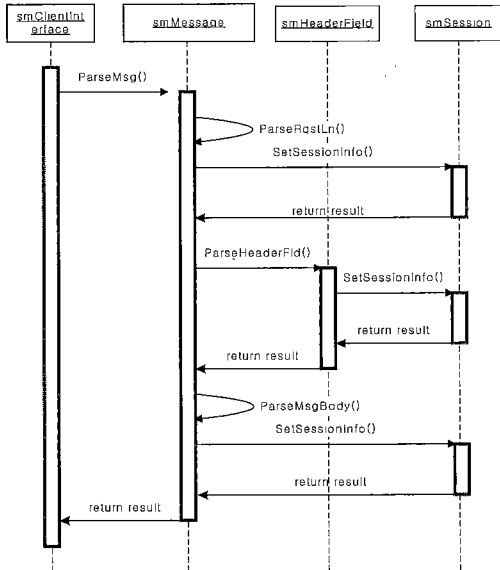 smClientInt
erface
smMessage
smHeaderField
smSession
ParseMsg()
ParseRqstLn()
SetSessionInfo()
return result
ParseHeaderFld()
SetSessionInfo()
return result
return result
ParseMsgBody()
SetSessionInfo()
return result
return result